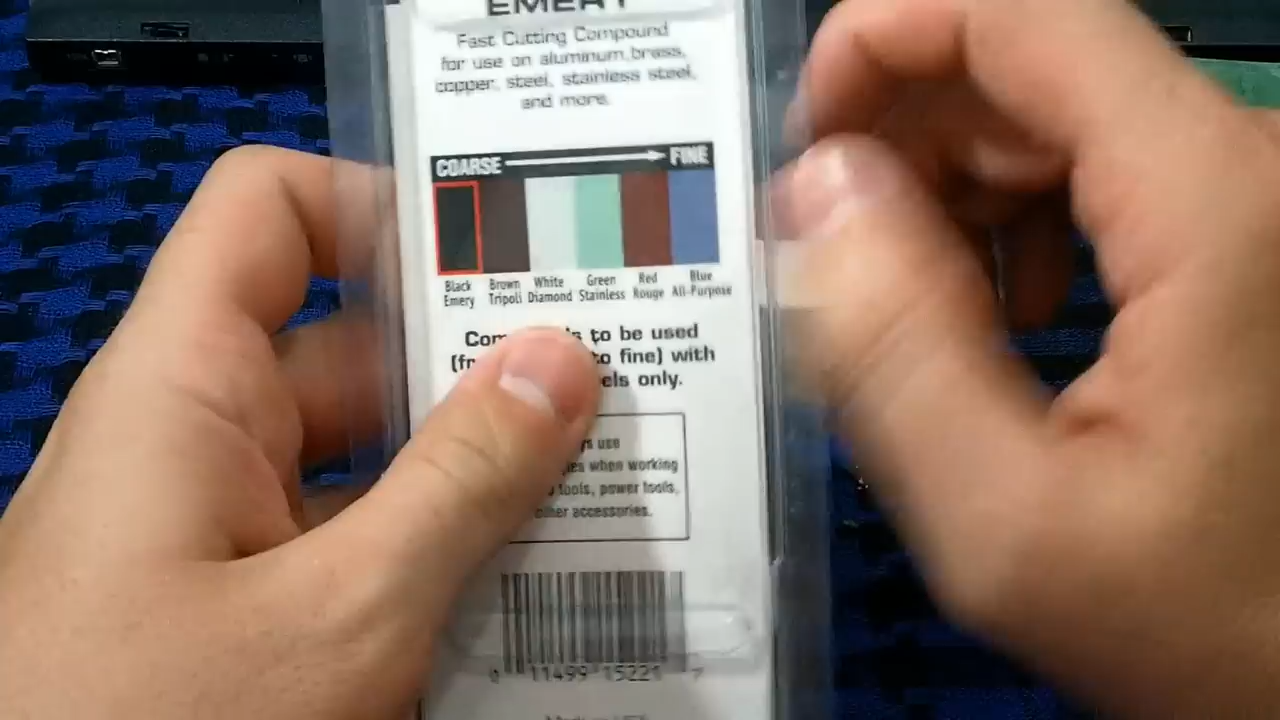 EMERY
Fast Cutting Compound
for use on aluminum, brass,
copper, steel, stainless steel,
and more.
COARSE FINE
Black Emery
Brown Tripoli
White Diamond
Green Stainless
Red Rouge
Blue All-Purpose
to be used
to fine) with
only.
use
when working
tools, power tools,
other accessories.
0 11499 15221 7